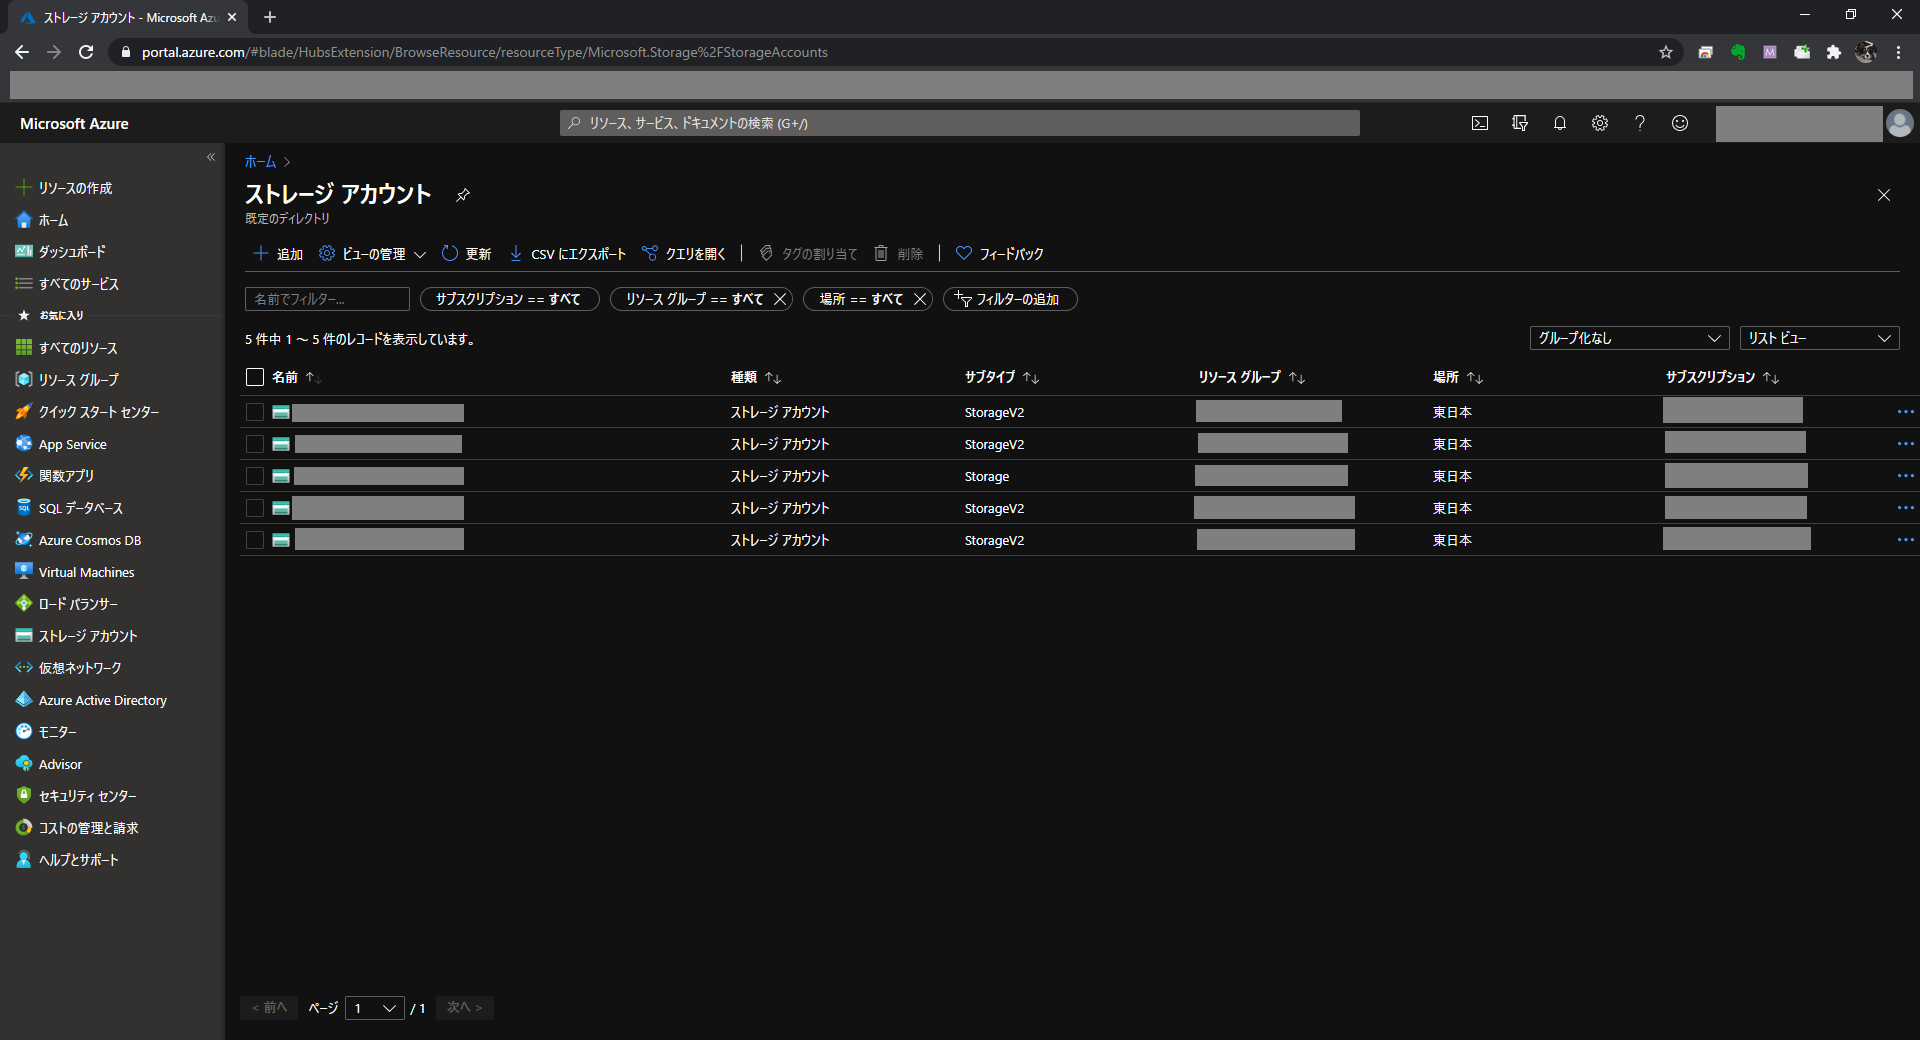 ストレージ アカウント - Microsoft Azu
portal.azure.com/#blade/HubsExtension/BrowseResource/resourceType/Microsoft.Storage%2FStorageAccounts
Microsoft Azure
リソース、サービス、ドキュメントの検索 (G+/)
リソースの作成
ホーム
ダッシュボード
すべてのサービス
お気に入り
すべてのリソース
リソース グループ
クイック スタート センター
App Service
関数アプリ
SQL データベース
Azure Cosmos DB
Virtual Machines
ロード バランサー
ストレージ アカウント
仮想ネットワーク
Azure Active Directory
モニター
Advisor
セキュリティ センター
コストの管理と請求
ヘルプとサポート
ホーム >
ストレージ アカウント
既定のディレクトリ
追加 ビューの管理 更新 CSV にエクスポート クエリを開く タグの割り当て 削除 フィードバック
名前でフィルター... サブスクリプション == すべて リソース グループ == すべて 場所 == すべて フィルターの追加
5 件中 1 ～ 5 件のレコードを表示しています。 グループ化なし リスト ビュー
名前 ↑↓ 種類 ↑↓ サブタイプ ↑↓ リソース グループ ↑↓ 場所 ↑↓ サブスクリプション ↑↓
ストレージ アカウント StorageV2 東日本 ...
ストレージ アカウント StorageV2 東日本 ...
ストレージ アカウント Storage 東日本 ...
ストレージ アカウント StorageV2 東日本 ...
ストレージ アカウント StorageV2 東日本 ...
< 前へ ページ 1 / 1 次へ >